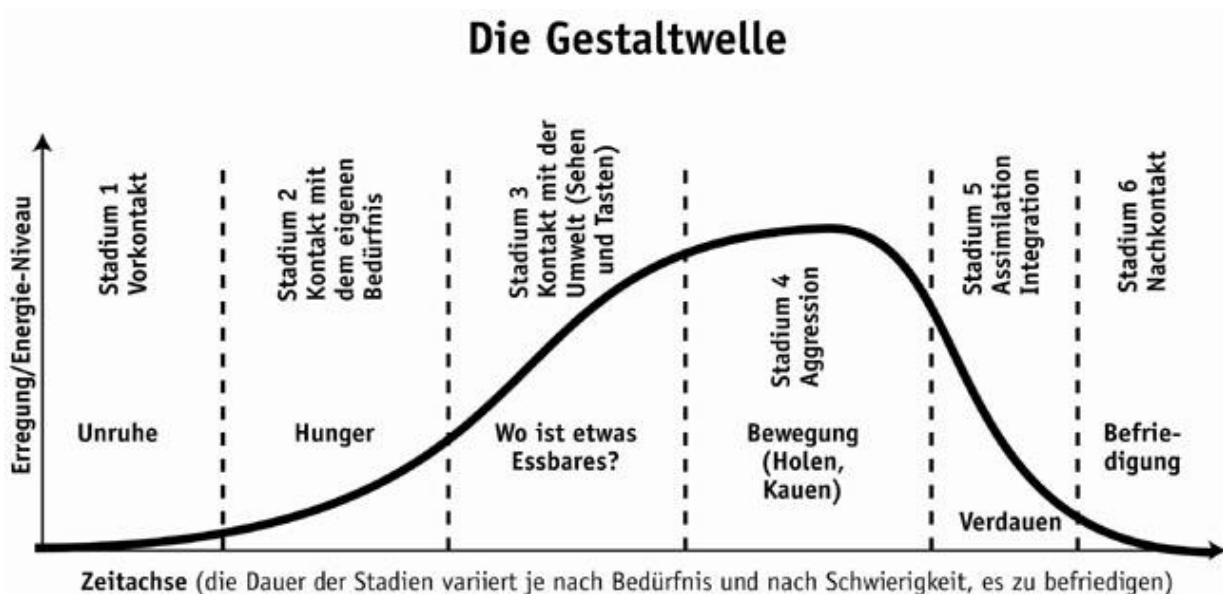 Die Gestaltwelle
Erregung/Energie-Niveau
Stadium 1
Vorkontakt
Unruhe
Stadium 2
Kontakt mit
dem eigenen
Bedürfnis
Hunger
Stadium 3
Kontakt mit der
Umwelt (Sehen
und Tasten)
Wo ist etwas
Essbares?
Stadium 4
Aggression
Bewegung
(Holen,
Kauen)
Stadium 5
Assimilation
Integration
Verdauen
Stadium 6
Nachkontakt
Befrie-
digung
Zeitachse (die Dauer der Stadien variiert je nach Bedürfnis und nach Schwierigkeit, es zu befriedigen)